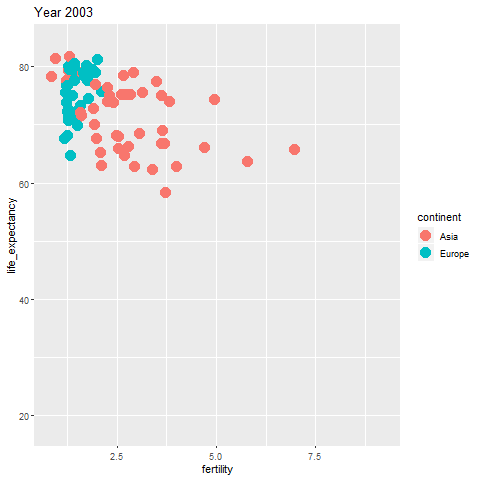 Year 2003
life_expectancy
80
60
40
20
2.5
5.0
7.5
fertility
continent
Asia
Europe